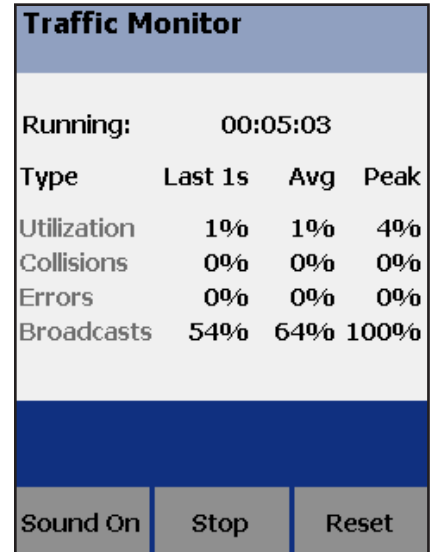 Traffic Monitor
Running: 00:05:03
Type Last 1s Avg Peak
Utilization 1% 1% 4%
Collisions 0% 0% 0%
Errors 0% 0% 0%
Broadcasts 54% 64% 100%
Sound On Stop Reset